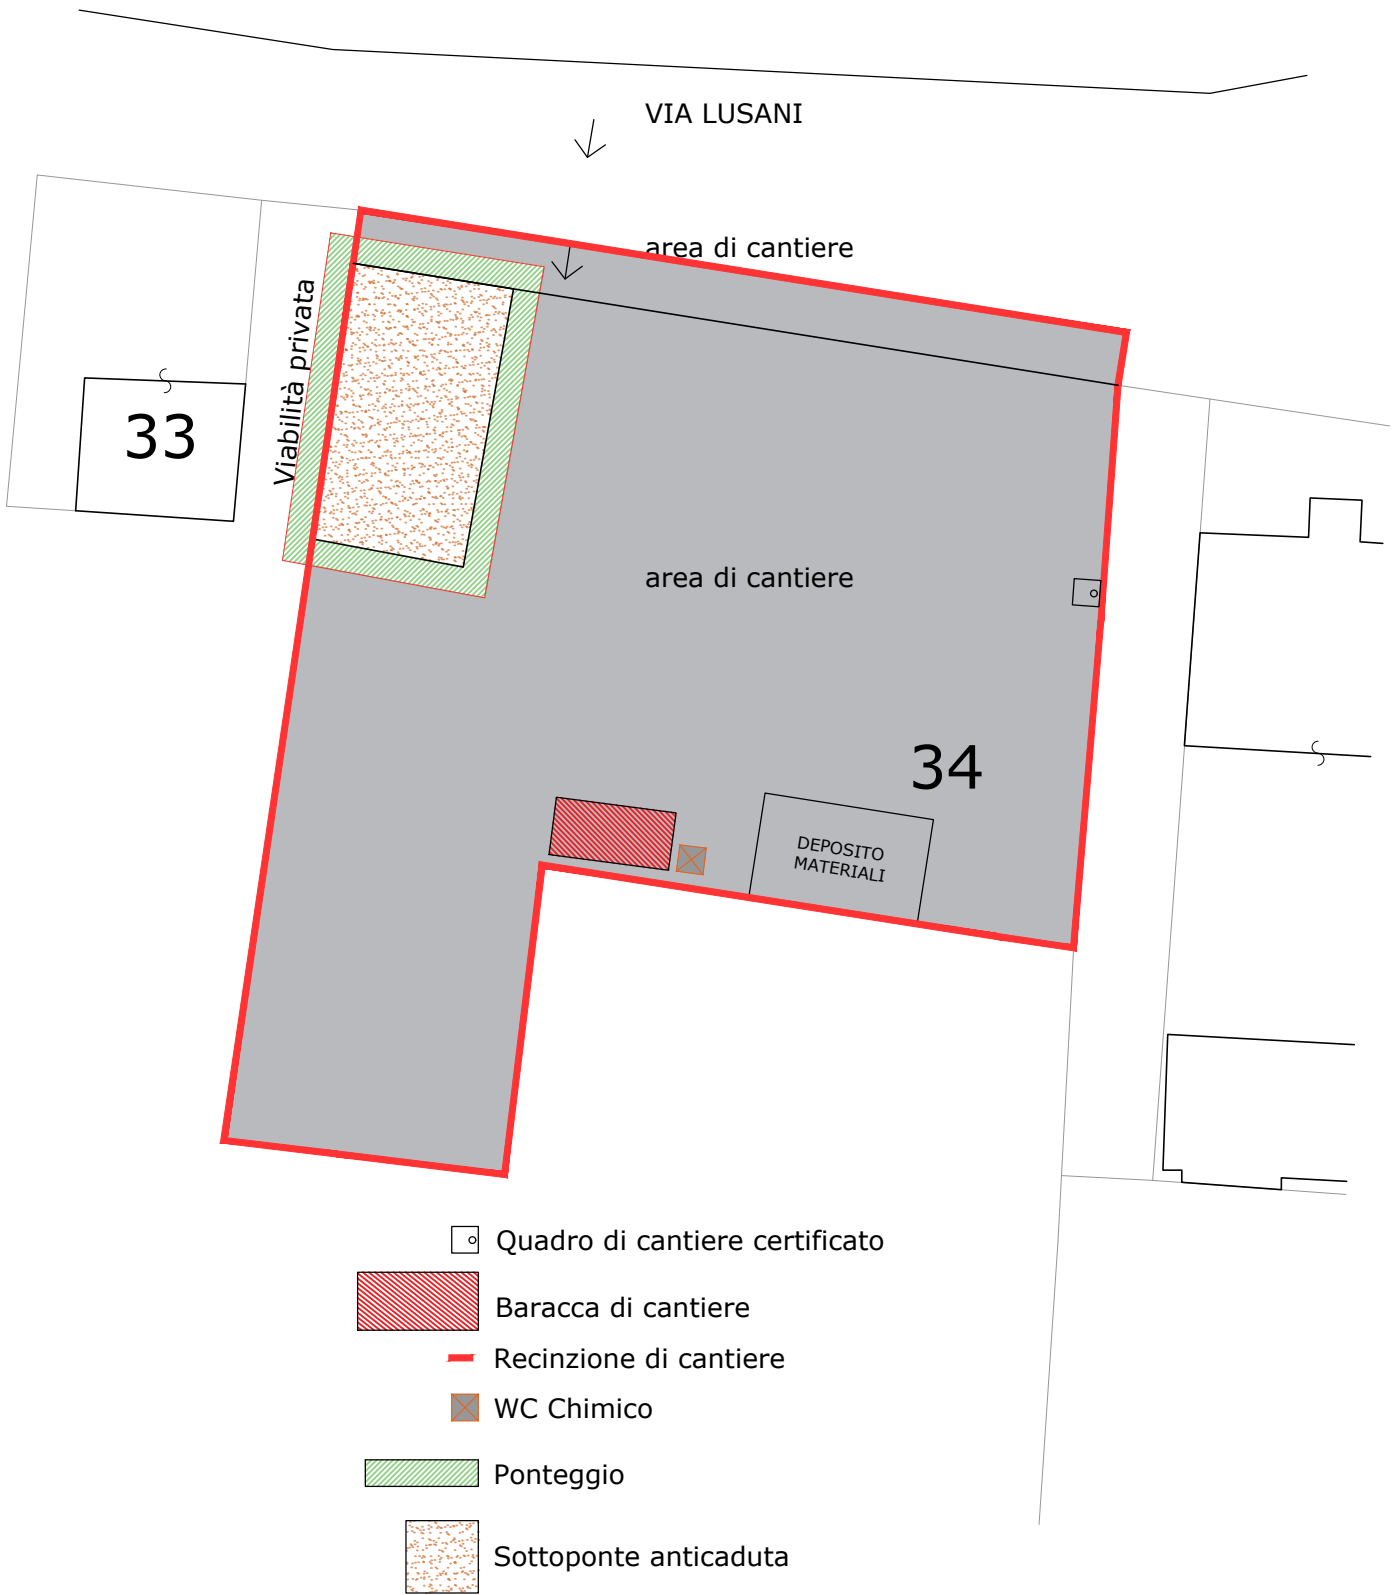 VIA LUSANI
area di cantiere
Viabilità privata
33
area di cantiere
34
DEPOSITO
MATERIALI
Quadro di cantiere certificato
Baracca di cantiere
Recinzione di cantiere
WC Chimico
Ponteggio
Sottoponte anticaduta